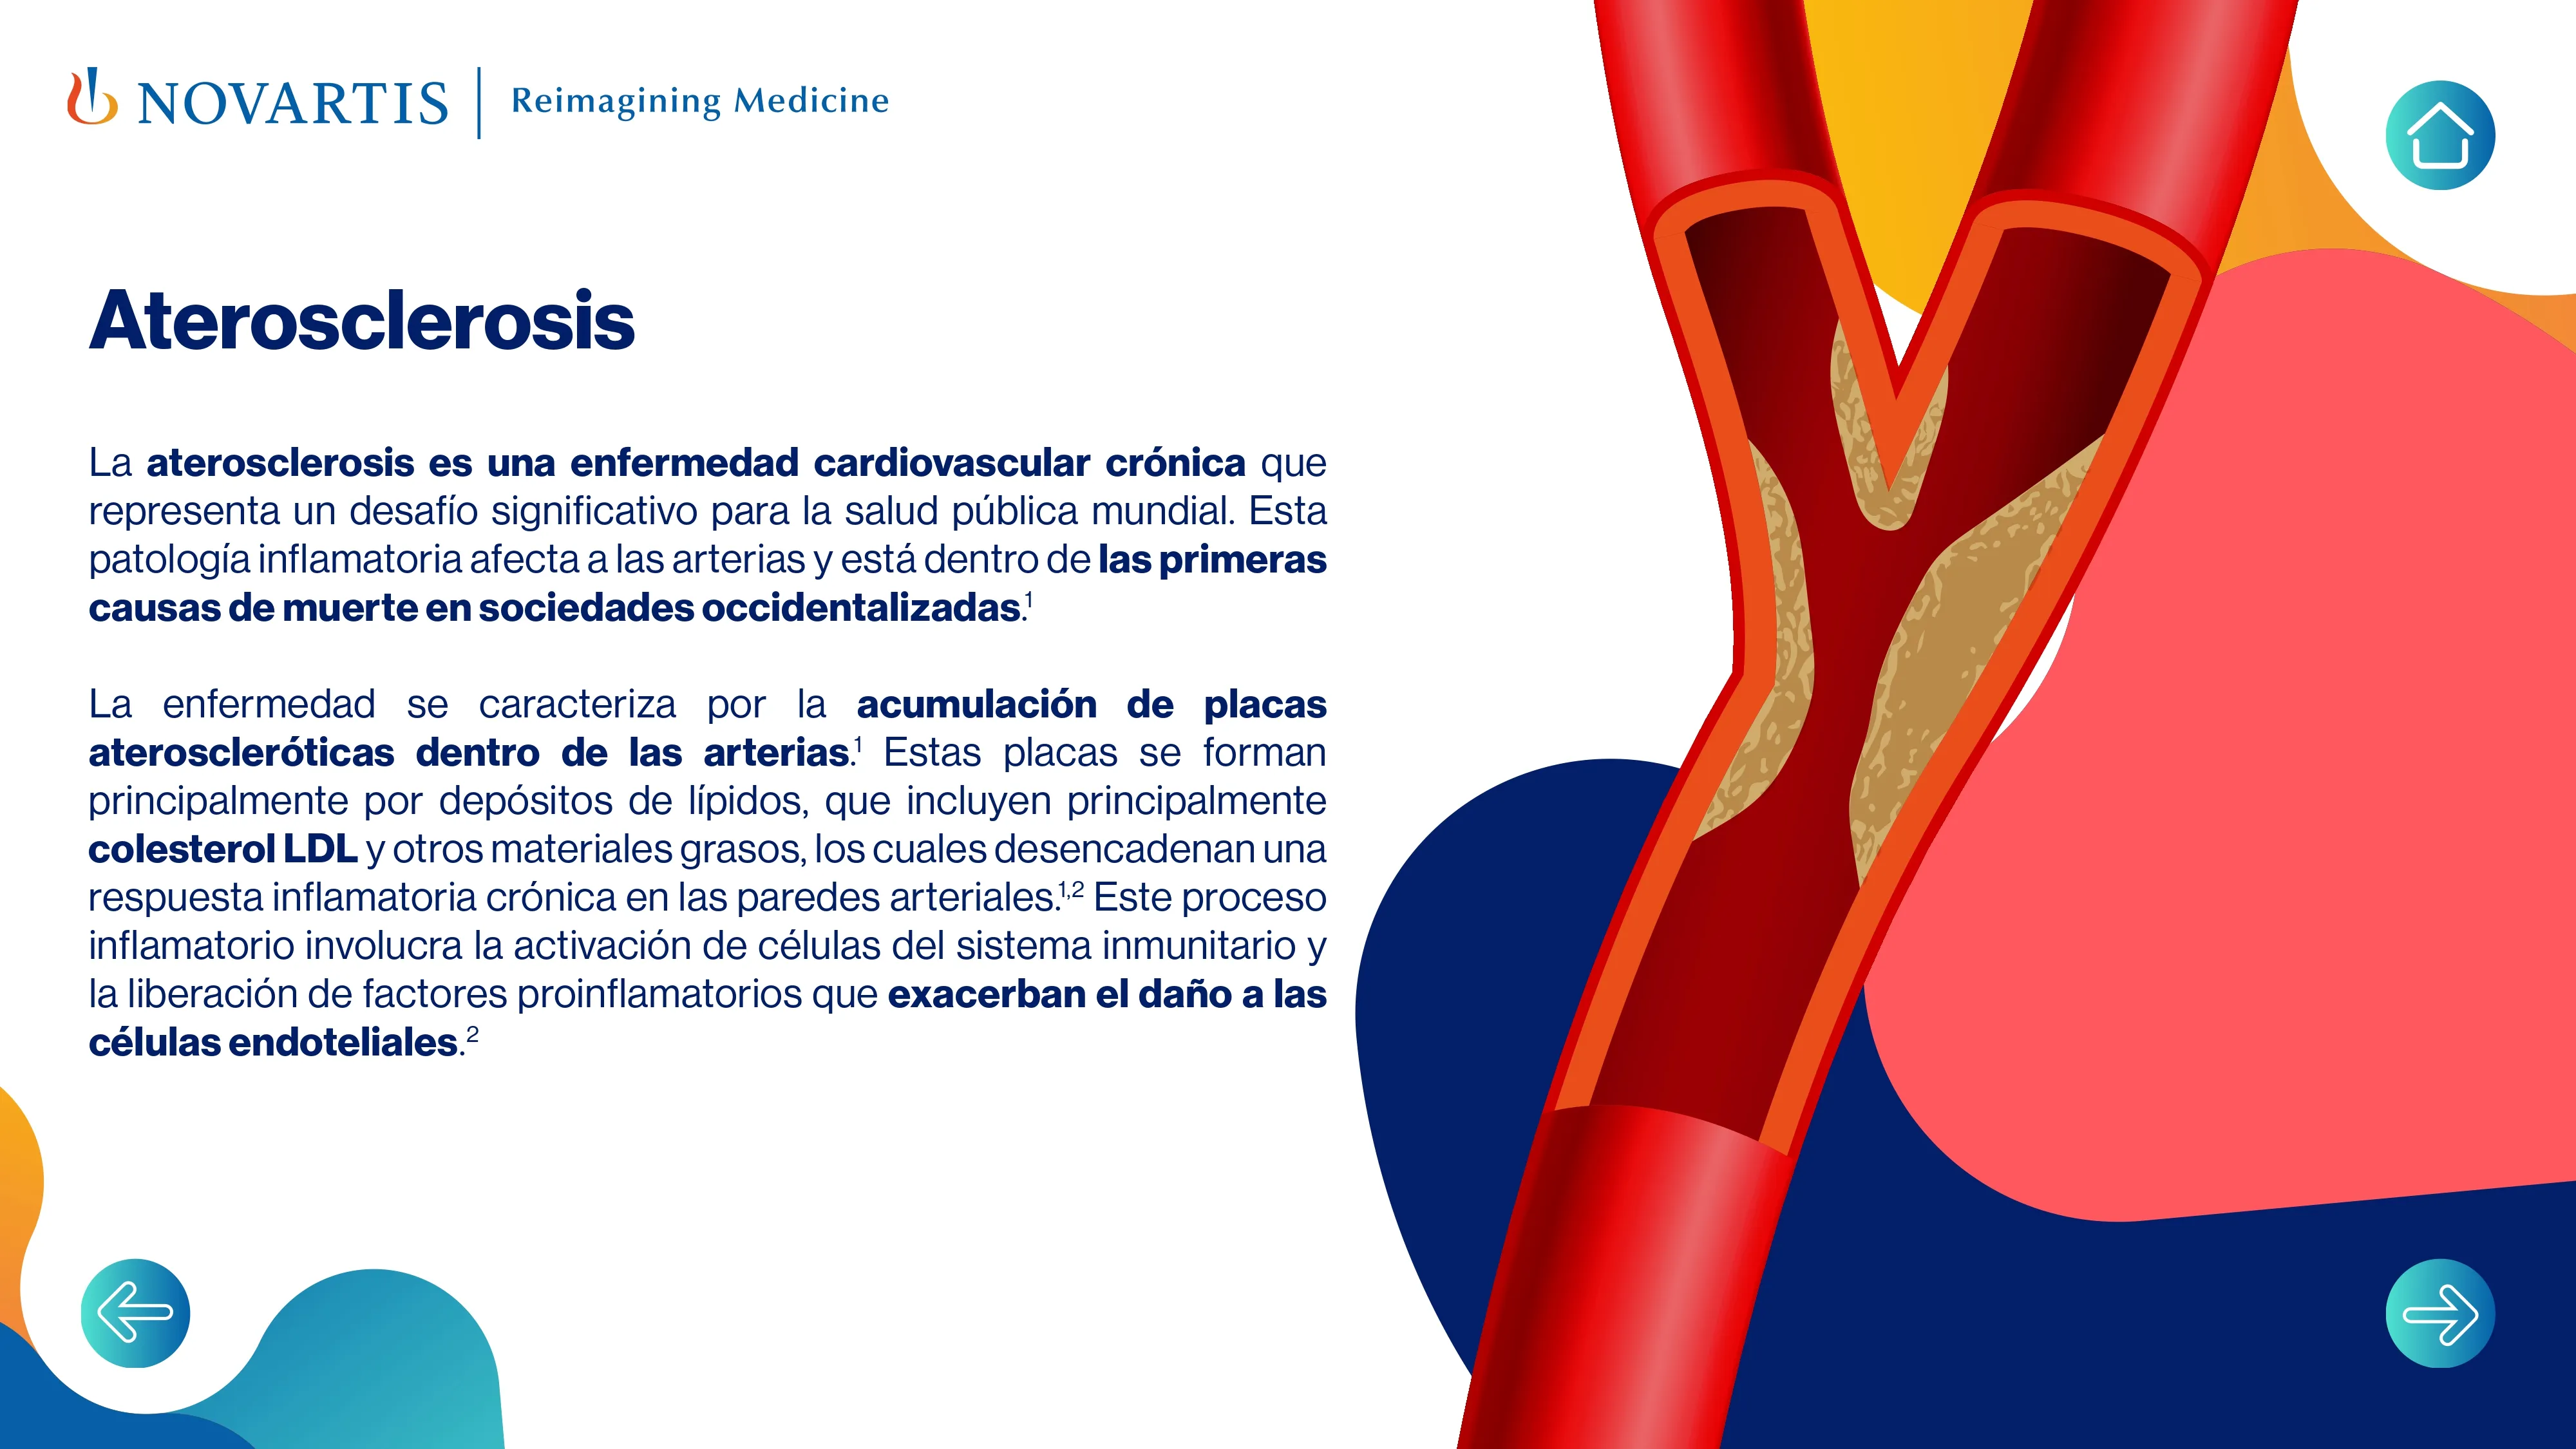 NOVARTIS | Reimagining Medicine
Aterosclerosis
La aterosclerosis es una enfermedad cardiovascular crónica que
representa un desafío significativo para la salud pública mundial. Esta
patología inflamatoria afecta a las arterias y está dentro de las primeras
causas de muerte en sociedades occidentalizadas.¹
La enfermedad se caracteriza por la acumulación de placas
ateroscleróticas dentro de las arterias.¹ Estas placas se forman
principalmente por depósitos de lípidos, que incluyen principalmente
colesterol LDL y otros materiales grasos, los cuales desencadenan una
respuesta inflamatoria crónica en las paredes arteriales.¹,² Este proceso
inflamatorio involucra la activación de células del sistema inmunitario y
la liberación de factores proinflamatorios que exacerban el daño a las
células endoteliales.²